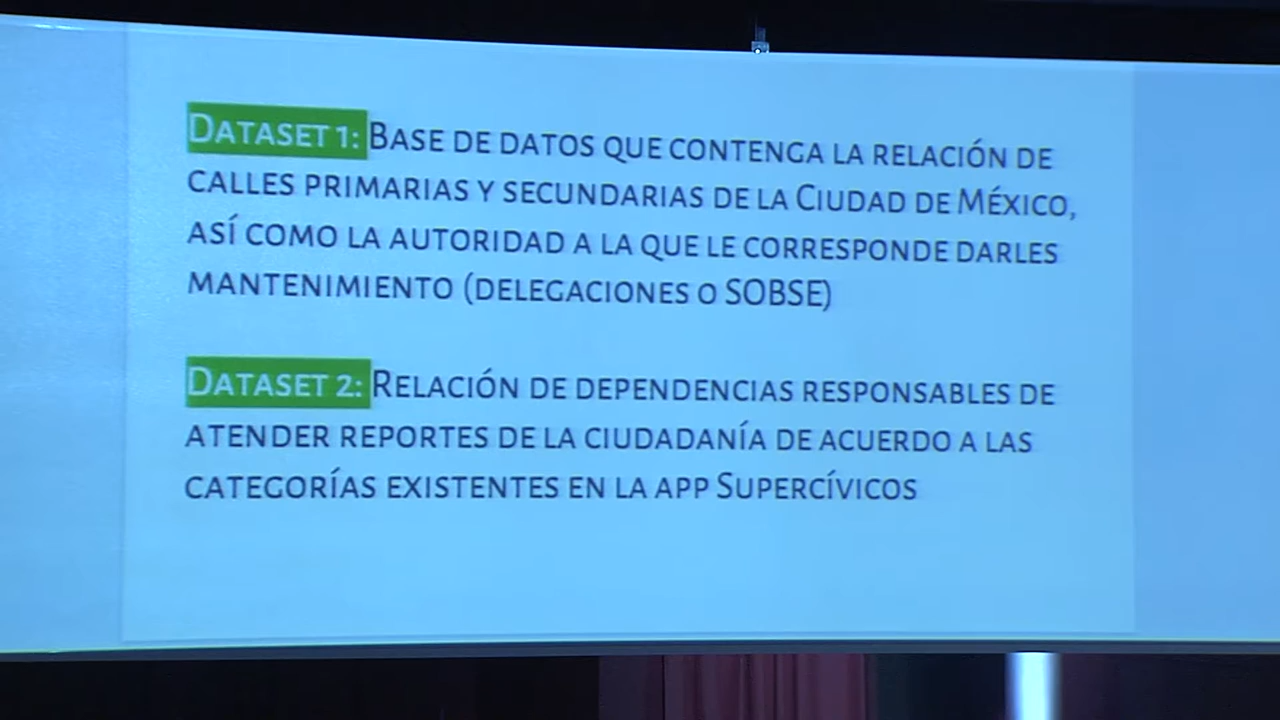 Dataset 1: Base de datos que contenga la relación de
calles primarias y secundarias de la Ciudad de México,
así como la autoridad a la que le corresponde darles
mantenimiento (delegaciones o SOBSE)
Dataset 2: Relación de dependencias responsables de
atender reportes de la ciudadanía de acuerdo a las
categorías existentes en la app Supercívicos